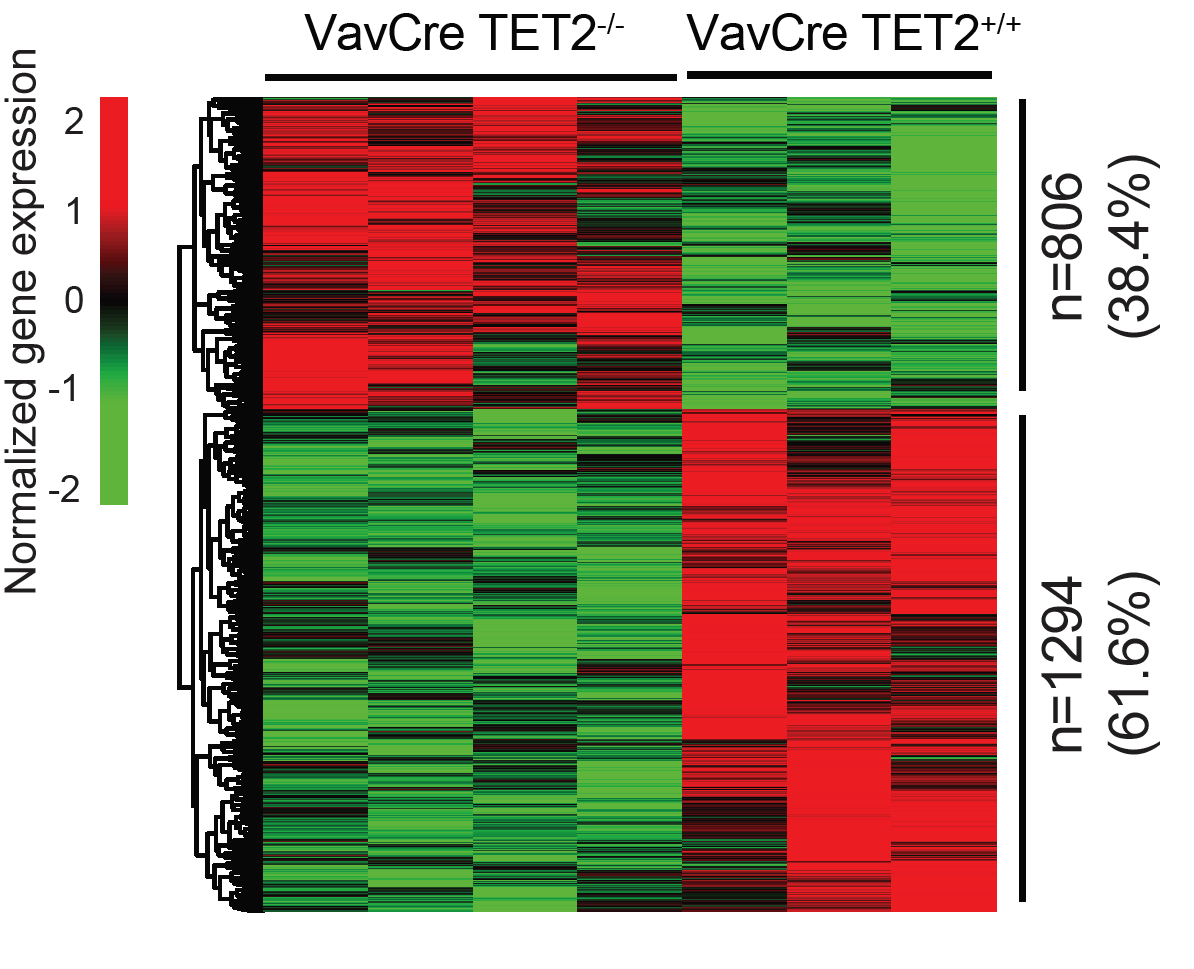 VavCre TET2-/-
VavCre TET2+/+
Normalized gene expression
2
1
0
-1
-2
n=806
(38.4%)
n=1294
(61.6%)